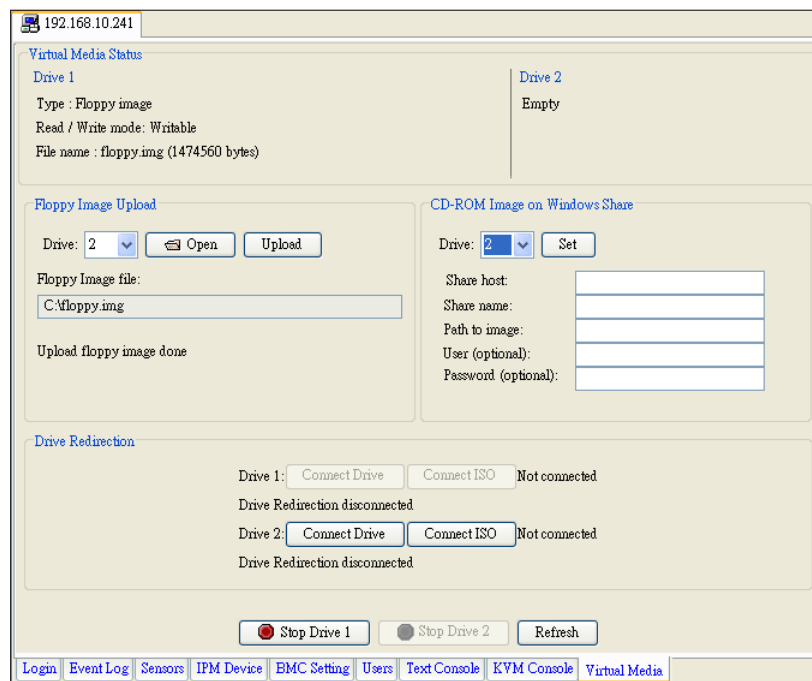 192.168.10.241
Virtual Media Status
Drive 1
Type : Floppy image
Read / Write mode: Writable
File name : floppy.img (1474560 bytes)
Drive 2
Empty
Floppy Image Upload
Drive: 2 Open Upload
Floppy Image file:
C:\floppy.img
Upload floppy image done
CD-ROM Image on Windows Share
Drive: 2 Set
Share host:
Share name:
Path to image:
User (optional):
Password (optional):
Drive Redirection
Drive 1: Connect Drive Connect ISO Not connected
Drive Redirection disconnected
Drive 2: Connect Drive Connect ISO Not connected
Drive Redirection disconnected
Stop Drive 1 Stop Drive 2 Refresh
Login Event Log Sensors IPM Device BMC Setting Users Text Console KVM Console Virtual Media